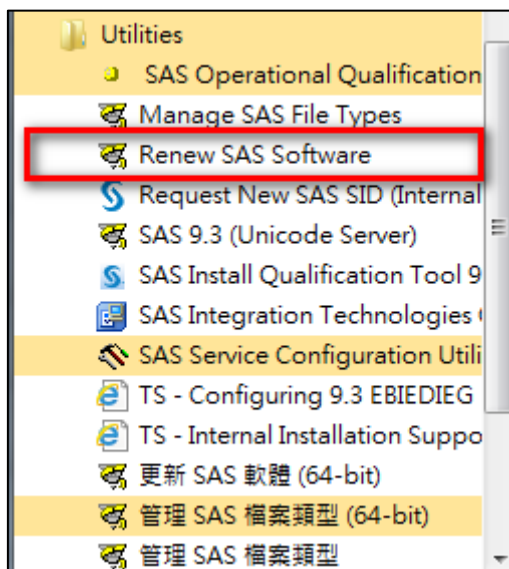 Utilities
SAS Operational Qualification
Manage SAS File Types
Renew SAS Software
Request New SAS SID (Internal
SAS 9.3 (Unicode Server)
SAS Install Qualification Tool 9
SAS Integration Technologies
SAS Service Configuration Utili
TS - Configuring 9.3 EBIEDIEG
TS - Internal Installation Suppo
更新 SAS 軟體 (64-bit)
管理 SAS 檔案類型 (64-bit)
管理 SAS 檔案類型